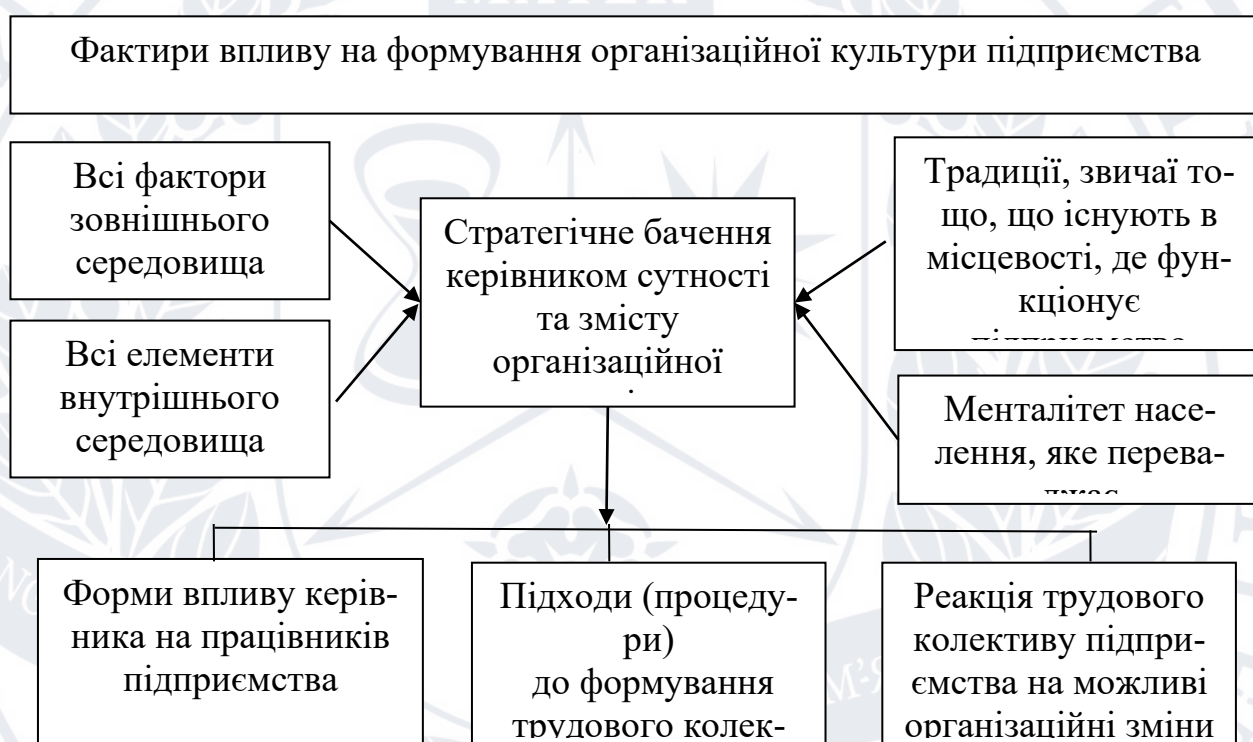 Фактири впливу на формування організаційної культури підприємства
Всі фактори
зовнішнього
середовища
Всі елементи
внутрішнього
середовища
Стратегічне бачення
керівником сутності
та змісту
організаційної
Традиції, звичаї то-
що, що існують в
місцевості, де фун-
кціонує
підприємство
Менталітет насе-
лення, яке перева-
джає
Форми впливу керів-
ника на працівників
підприємства
Підходи (процеду-
ри)
до формування
трудового колек-
Реакція трудового
колективу підпри-
ємства на можливі
організаційні зміни